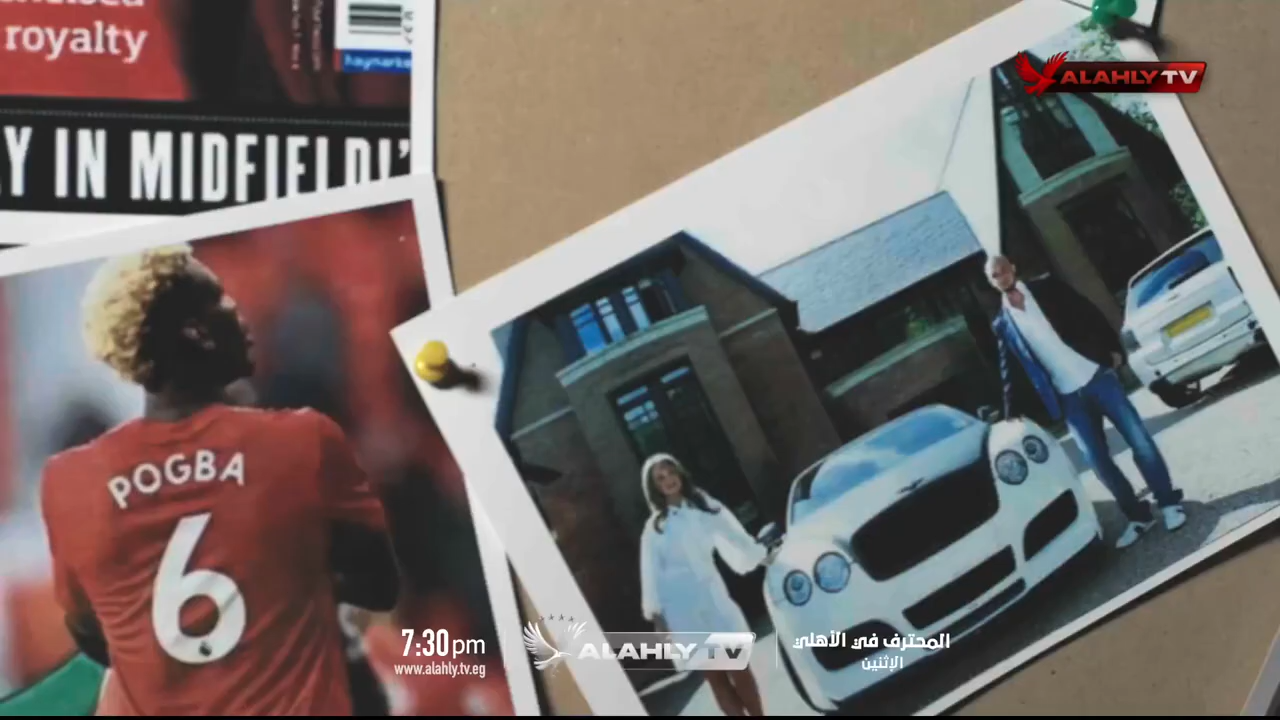 royalty
haymarket
Y IN MIDFIELD!'
ALAHLY TV
POGBA
6
7:30pm
www.alahly.tv.eg
ALAHLY TV
المحترف في الأهلي
الإثنين